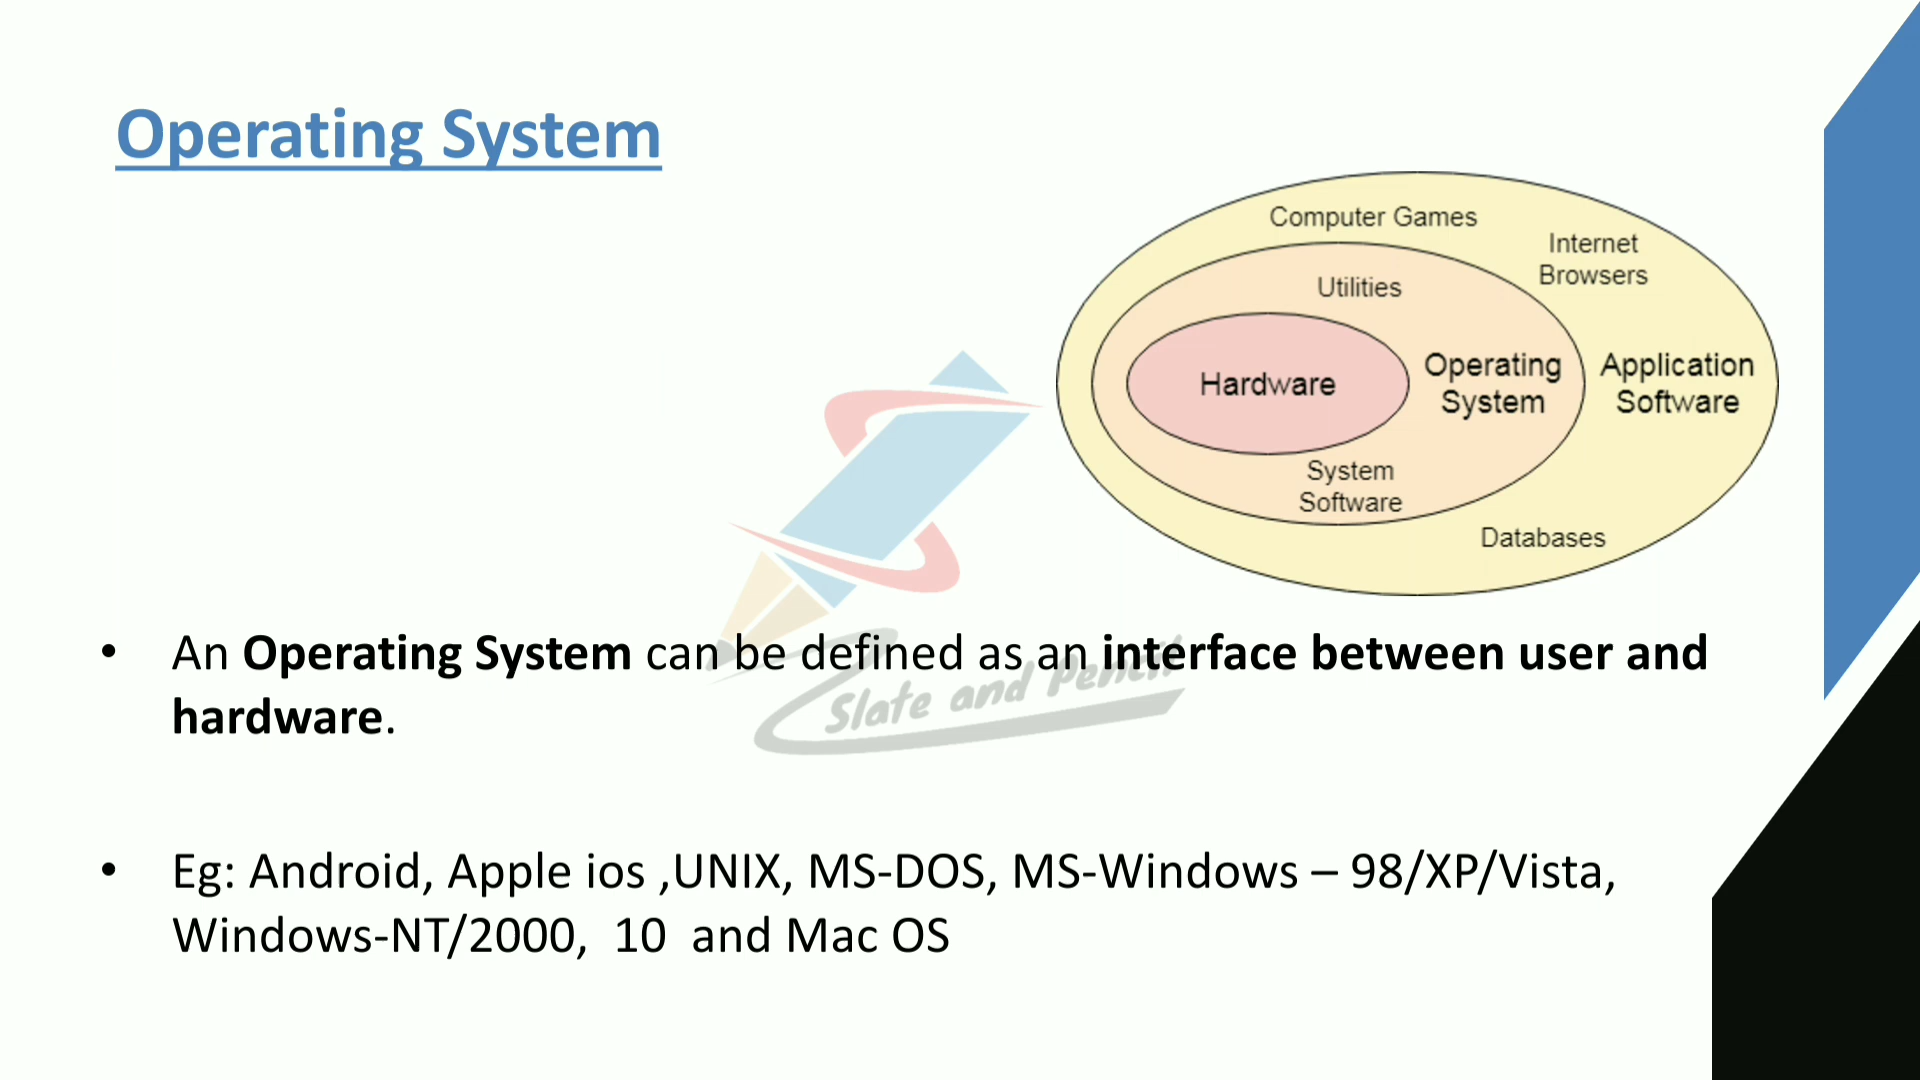 Operating System
Computer Games
Internet
Browsers
Utilities
Hardware
Operating
System
Application
Software
System
Software
Databases
• An Operating System can be defined as an interface between user and
hardware.
Slate and Pencil
• Eg: Android, Apple ios ,UNIX, MS-DOS, MS-Windows – 98/XP/Vista,
Windows-NT/2000,  10  and Mac OS